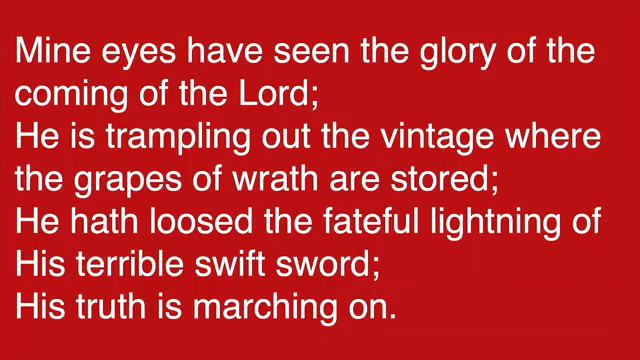 Mine eyes have seen the glory of the
coming of the Lord;
He is trampling out the vintage where
the grapes of wrath are stored;
He hath loosed the fateful lightning of
His terrible swift sword;
His truth is marching on.